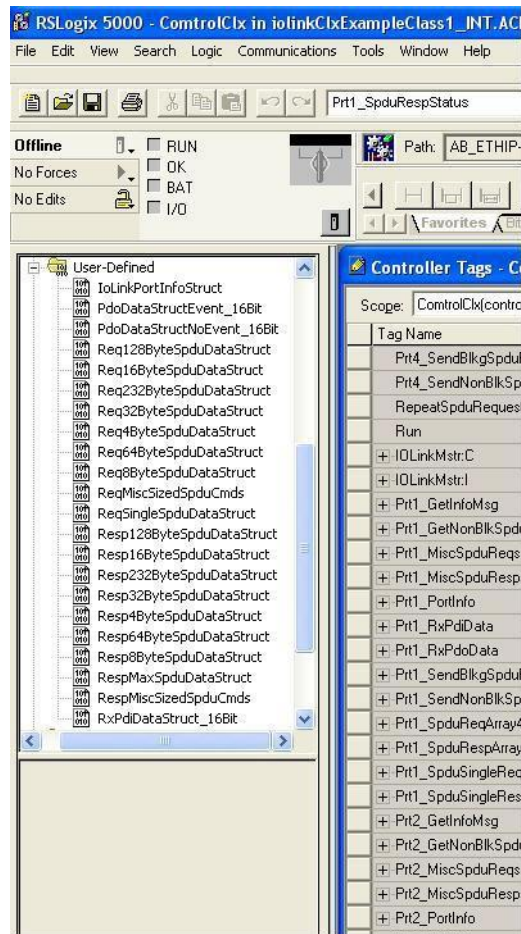 RSLogix 5000 - ComtrolClx in iolinkClxExampleClass1_INT.AC
File Edit View Search Logic Communications Tools Window Help
Prt1_SpduRespStatus
Offline
RUN
No Forces
OK
No Edits
BAT
I/O
Path: AB_ETHIP-
Favorites
User-Defined
IoLinkPortInfoStruct
PdoDataStructEvent_16Bit
PdoDataStructNoEvent_16Bit
Req128ByteSpduDataStruct
Req16ByteSpduDataStruct
Req232ByteSpduDataStruct
Req32ByteSpduDataStruct
Req4ByteSpduDataStruct
Req64ByteSpduDataStruct
Req8ByteSpduDataStruct
ReqMiscSizedSpduCmds
ReqSingleSpduDataStruct
Resp128ByteSpduDataStruct
Resp16ByteSpduDataStruct
Resp232ByteSpduDataStruct
Resp32ByteSpduDataStruct
Resp4ByteSpduDataStruct
Resp64ByteSpduDataStruct
Resp8ByteSpduDataStruct
RespMaxSpduDataStruct
RespMiscSizedSpduCmds
RxPdiDataStruct_16Bit
Controller Tags - C
Scope: ComtrolClx(contro
Tag Name
Prt4_SendBlkgSpdu
Prt4_SendNonBlkSp
RepeatSpduReques
Run
IOLinkMstr:C
IOLinkMstr:I
Prt1_GetInfoMsg
Prt1_GetNonBlkSpd
Prt1_MiscSpduReqs
Prt1_MiscSpduResp
Prt1_PortInfo
Prt1_RxPdiData
Prt1_RxPdoData
Prt1_SendBlkgSpdu
Prt1_SendNonBlkSp
Prt1_SpduReqArray4
Prt1_SpduRespArray
Prt1_SpduSingleReq
Prt1_SpduSingleRes
Prt2_GetInfoMsg
Prt2_GetNonBlkSpd
Prt2_MiscSpduReqs
Prt2_MiscSpduResp
Prt2_PortInfo